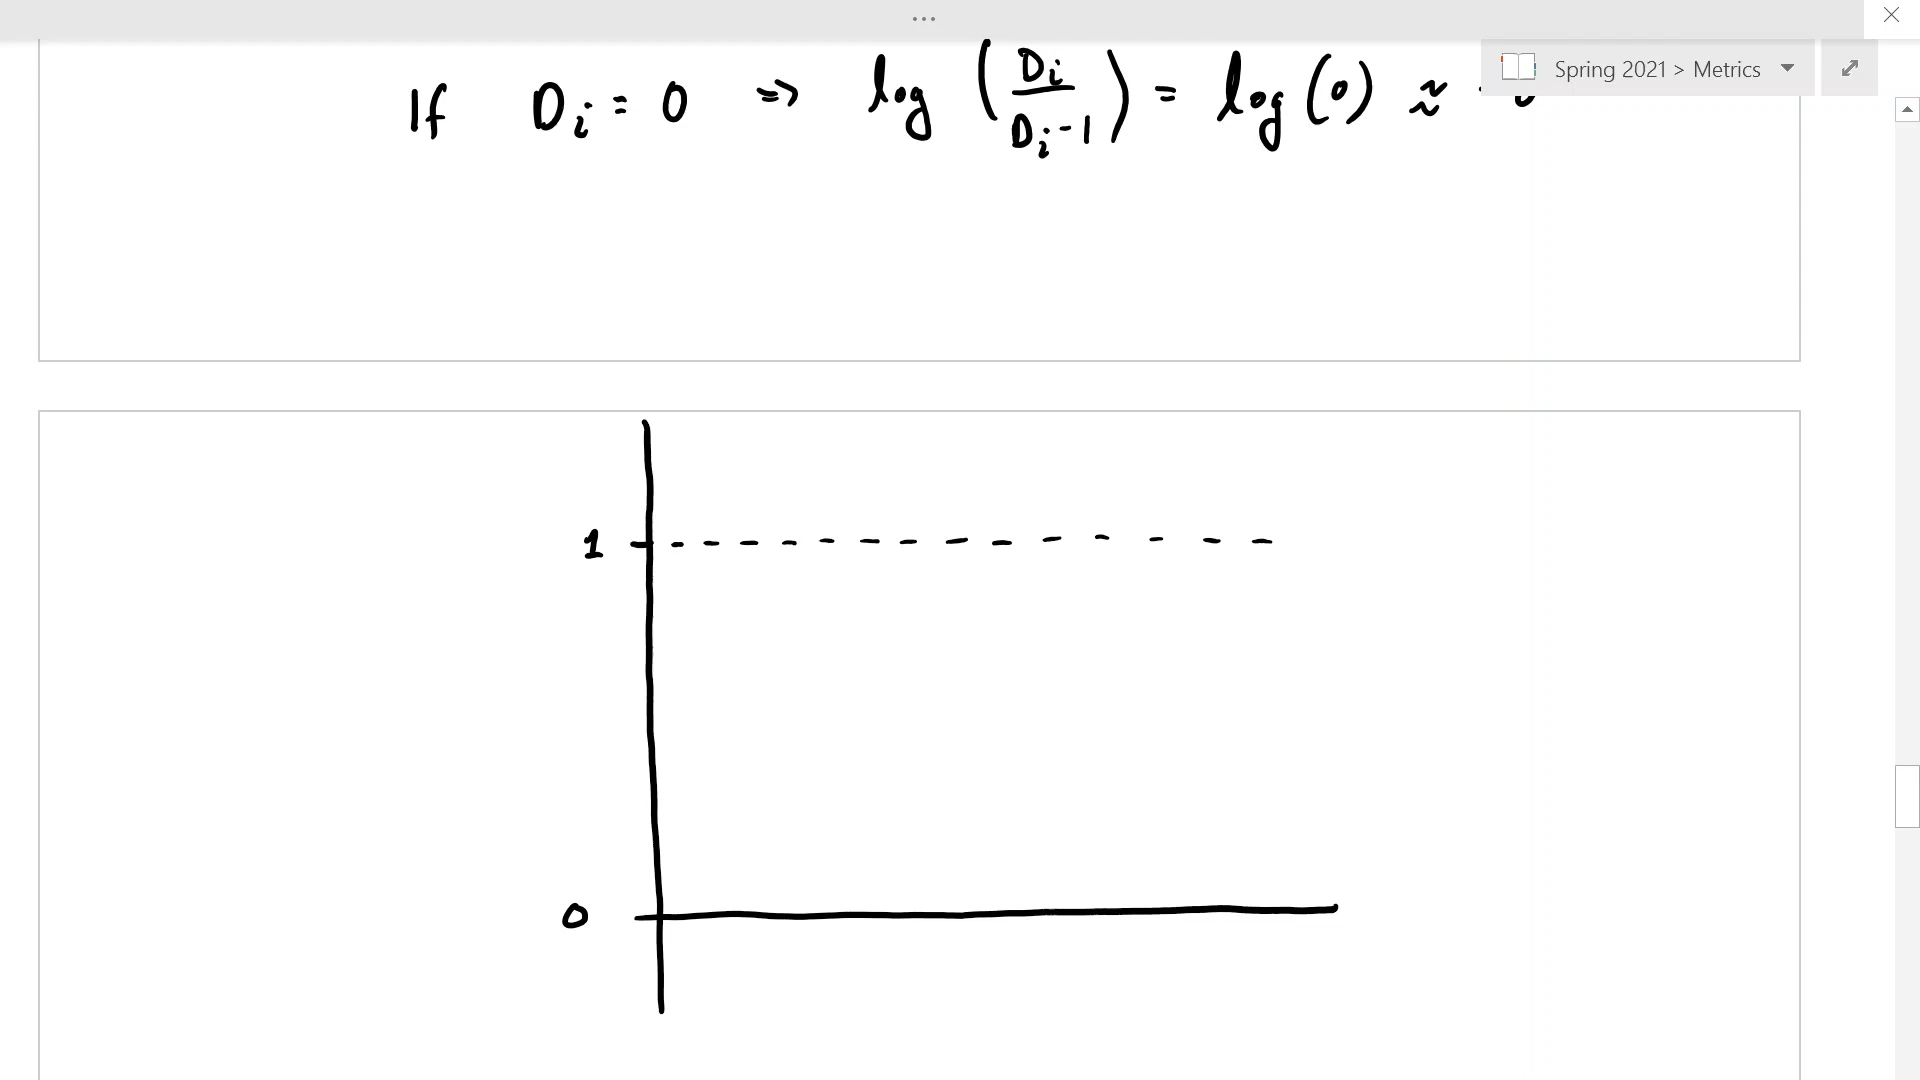 ...
Spring 2021 > Metrics
If D_i = 0 => log (D_i / D_i - 1) = log (0) ≈
1
0